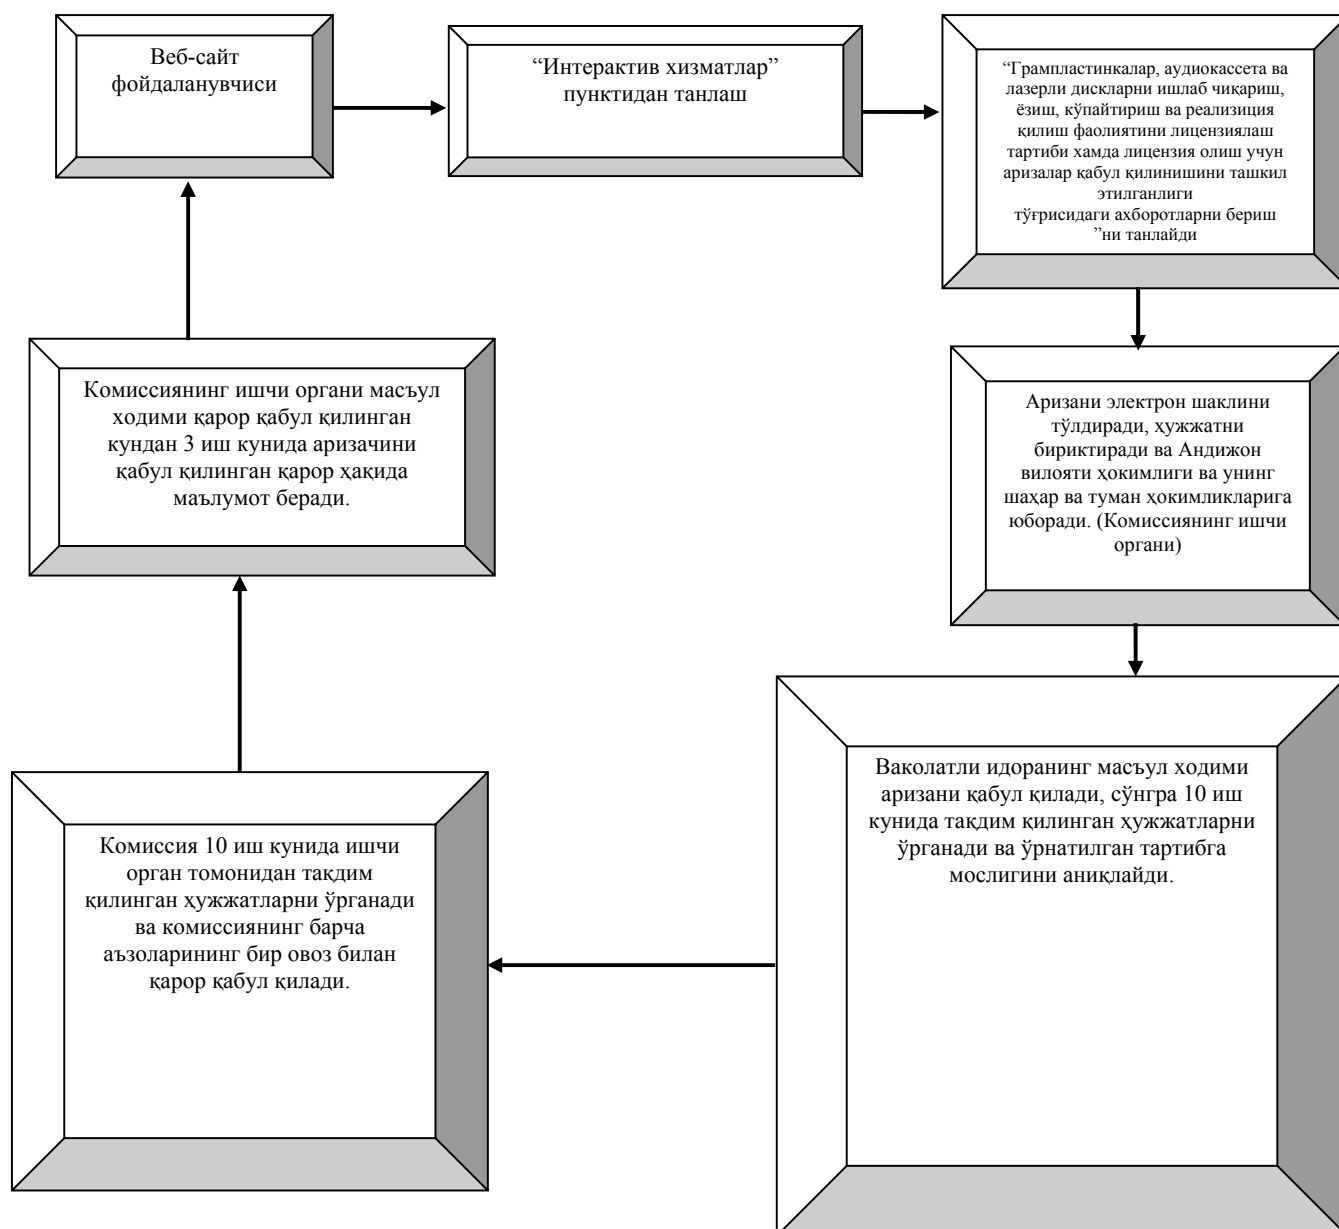 Веб-сайт
фойдаланувчиси
“Интерактив хизматлар”
пунктидан танлаш
“Грампластинкалар, аудиокассета ва
лазерли дискларни ишлаб чиқариш,
ёзиш, кўпайтириш ва реализиция
қилиш фаолиятини лицензиялаш
тартиби хамда лицензия олиш учун
аризалар қабул қилинишини ташкил
этилганлиги
тўғрисидаги ахборотларни бериш
”ни танлайди
Аризани электрон шаклини
тўлдиради, ҳужжатни
бириктиради ва Андижон
вилояти ҳокимлиги ва унинг
шаҳар ва туман ҳокимликларига
юборади. (Комиссиянинг ишчи
органи)
Ваколатли идоранинг масъул ходими
аризани қабул қилади, сўнгра 10 иш
кунида тақдим қилинган ҳужжатларни
ўрганади ва ўрнатилган тартибга
мослигини аниқлайди.
Комиссия 10 иш кунида ишчи
орган томонидан тақдим
қилинган ҳужжатларни ўрганади
ва комиссиянинг барча
аъзоларининг бир овоз билан
қарор қабул қилади.
Комиссиянинг ишчи органи масъул
ходими қарор қабул қилинган
кундан 3 иш кунида аризачини
қабул қилинган қарор ҳақида
маълумот беради.